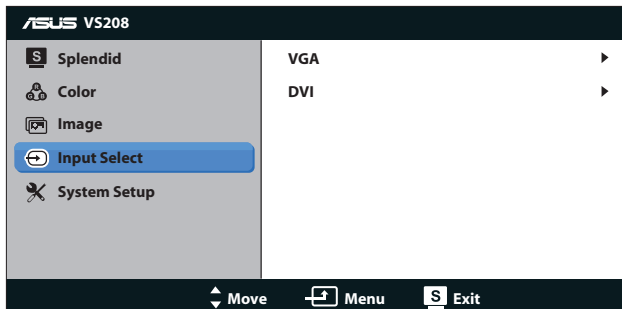 ASUS VS208
S Splendid
VGA
Color
DVI
Image
Input Select
System Setup
Move Menu S Exit